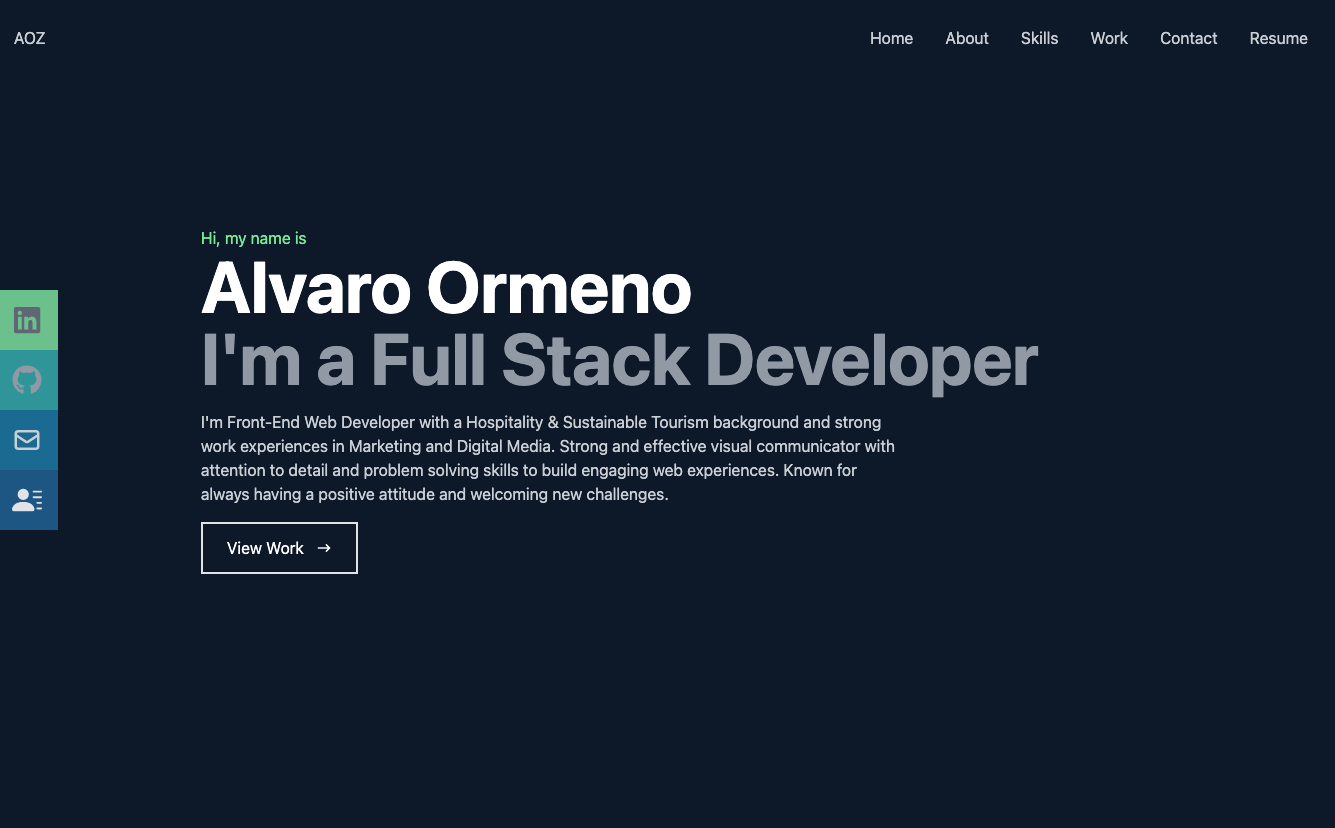 AOZ
Home About Skills Work Contact Resume
Hi, my name is
Alvaro Ormeno
I'm a Full Stack Developer
I'm Front-End Web Developer with a Hospitality & Sustainable Tourism background and strong
work experiences in Marketing and Digital Media. Strong and effective visual communicator with
attention to detail and problem solving skills to build engaging web experiences. Known for
always having a positive attitude and welcoming new challenges.
in
View Work →